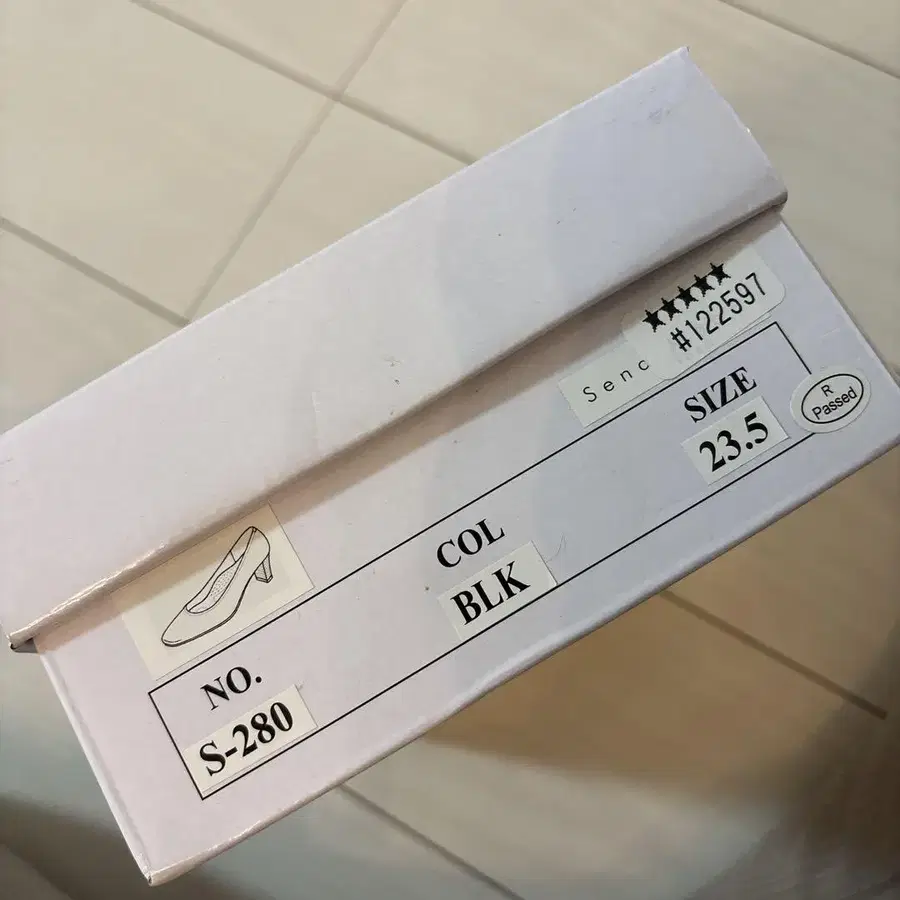 ★★★★★
#122597
Senc
R
Passed
SIZE
23.5
COL
BLK
NO.
S-280